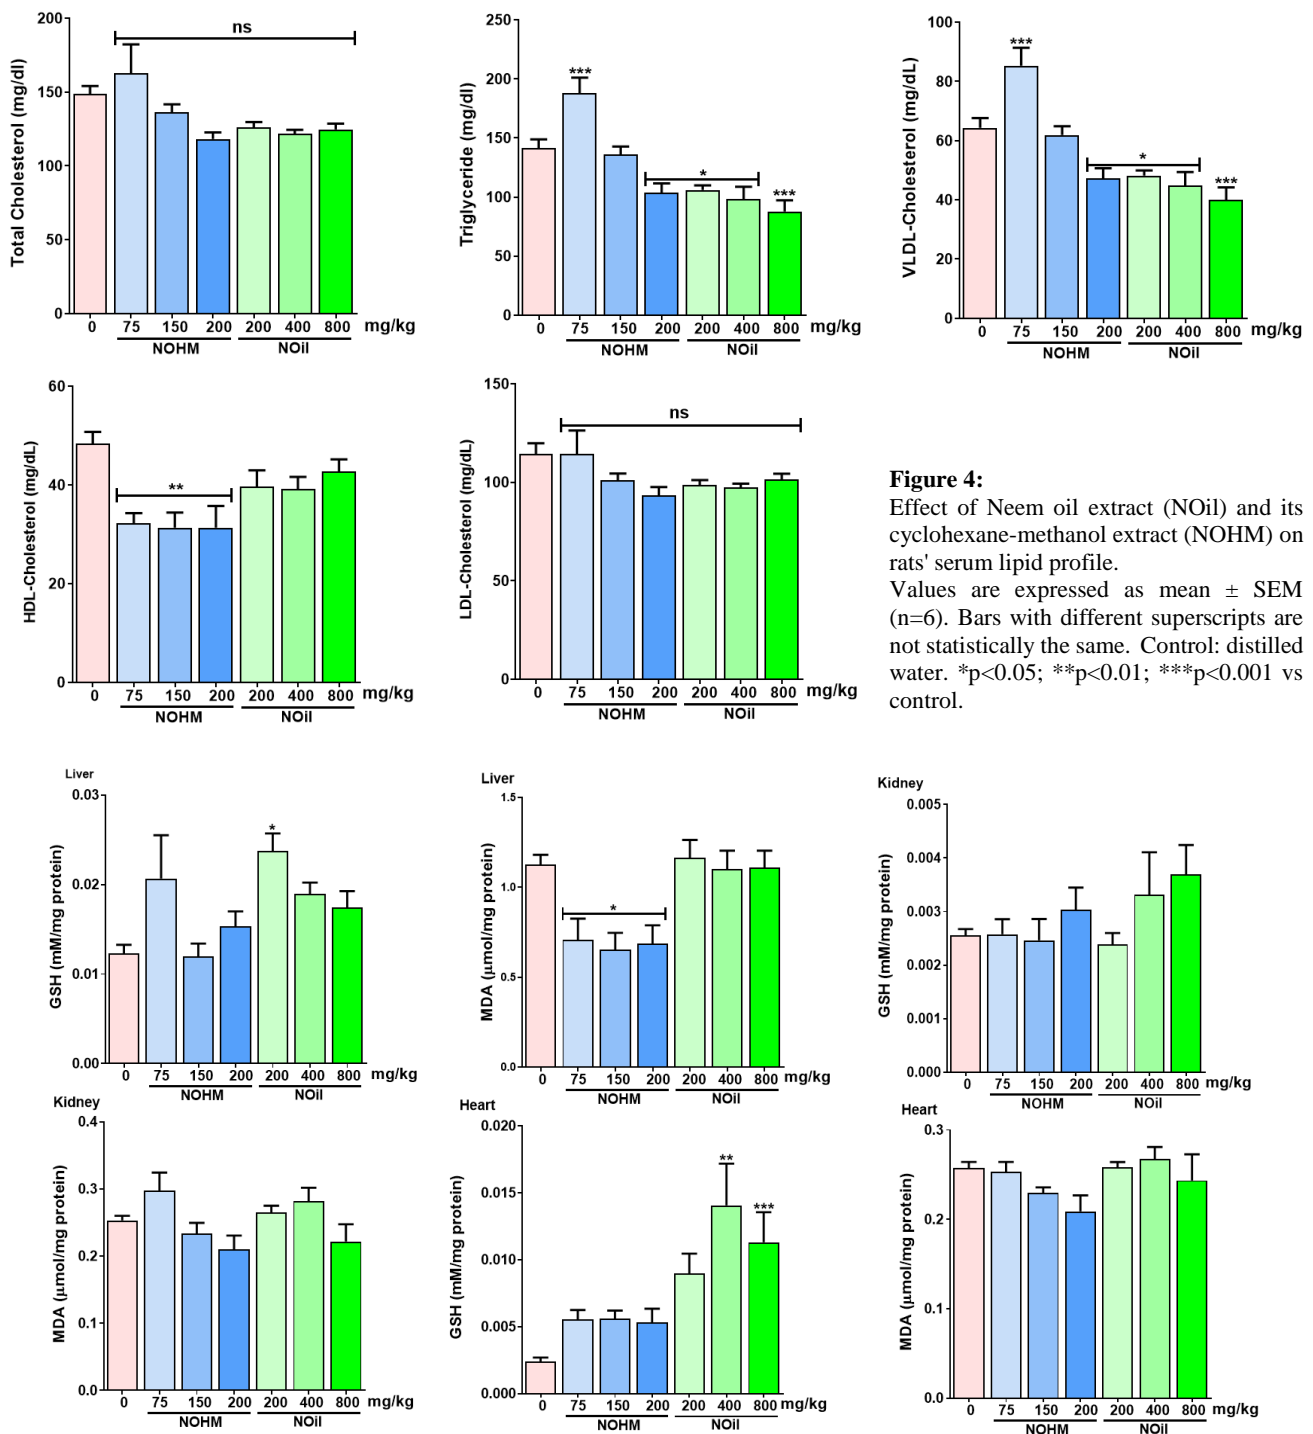 ns
200
150
100
50
0
Total Cholesterol (mg/dl)
0 75 150 200 200 400 800 mg/kg
NOHM NOil
***
*
***
250
200
150
100
50
0
Triglyceride (mg/dl)
0 75 150 200 200 400 800 mg/kg
NOHM NOil
***
*
***
100
80
60
40
20
0
VLDL-Cholesterol (mg/dL)
0 75 150 200 200 400 800 mg/kg
NOHM NOil
**
60
40
20
0
HDL-Cholesterol (mg/dL)
0 75 150 200 200 400 800 mg/kg
NOHM NOil
ns
150
100
50
0
LDL-Cholesterol (mg/dL)
0 75 150 200 200 400 800 mg/kg
NOHM NOil
Figure 4:
Effect of Neem oil extract (NOil) and its
cyclohexane-methanol extract (NOHM) on
rats' serum lipid profile.
Values are expressed as mean ± SEM
(n=6). Bars with different superscripts are
not statistically the same. Control: distilled
water. *p<0.05; **p<0.01; ***p<0.001 vs
control.
Liver
*
0.03
0.02
0.01
0.00
GSH (mM/mg protein)
0 75 150 200 200 400 800 mg/kg
NOHM NOil
Liver
*
1.5
1.0
0.5
0.0
MDA (µmol/mg protein)
0 75 150 200 200 400 800 mg/kg
NOHM NOil
Kidney
0.005
0.004
0.003
0.002
0.001
0.000
GSH (mM/mg protein)
0 75 150 200 200 400 800 mg/kg
NOHM NOil
Kidney
0.4
0.3
0.2
0.1
0.0
MDA (µmol/mg protein)
0 75 150 200 200 400 800 mg/kg
NOHM NOil
Heart
**
***
0.020
0.015
0.010
0.005
0.000
GSH (mM/mg protein)
0 75 150 200 200 400 800 mg/kg
NOHM NOil
Heart
0.3
0.2
0.1
0.0
MDA (µmol/mg protein)
0 75 150 200 200 400 800 mg/kg
NOHM NOil